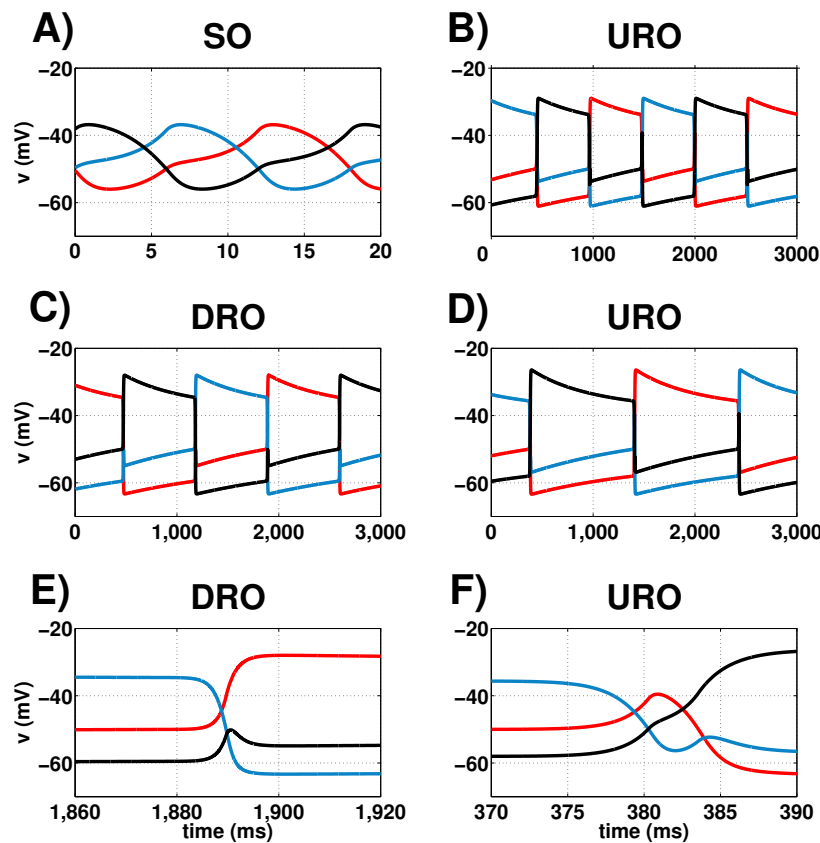 A) SO
−20
−40
−60
v (mV)
0 5 10 15 20
B) URO
−20
−40
−60
0 1000 2000 3000
C) DRO
−20
−40
−60
v (mV)
0 1,000 2,000 3,000
D) URO
−20
−40
−60
0 1,000 2,000 3,000
E) DRO
−20
−40
−60
v (mV)
1,860 1,880 1,900 1,920
time (ms)
F) URO
−20
−40
−60
370 375 380 385 390
time (ms)